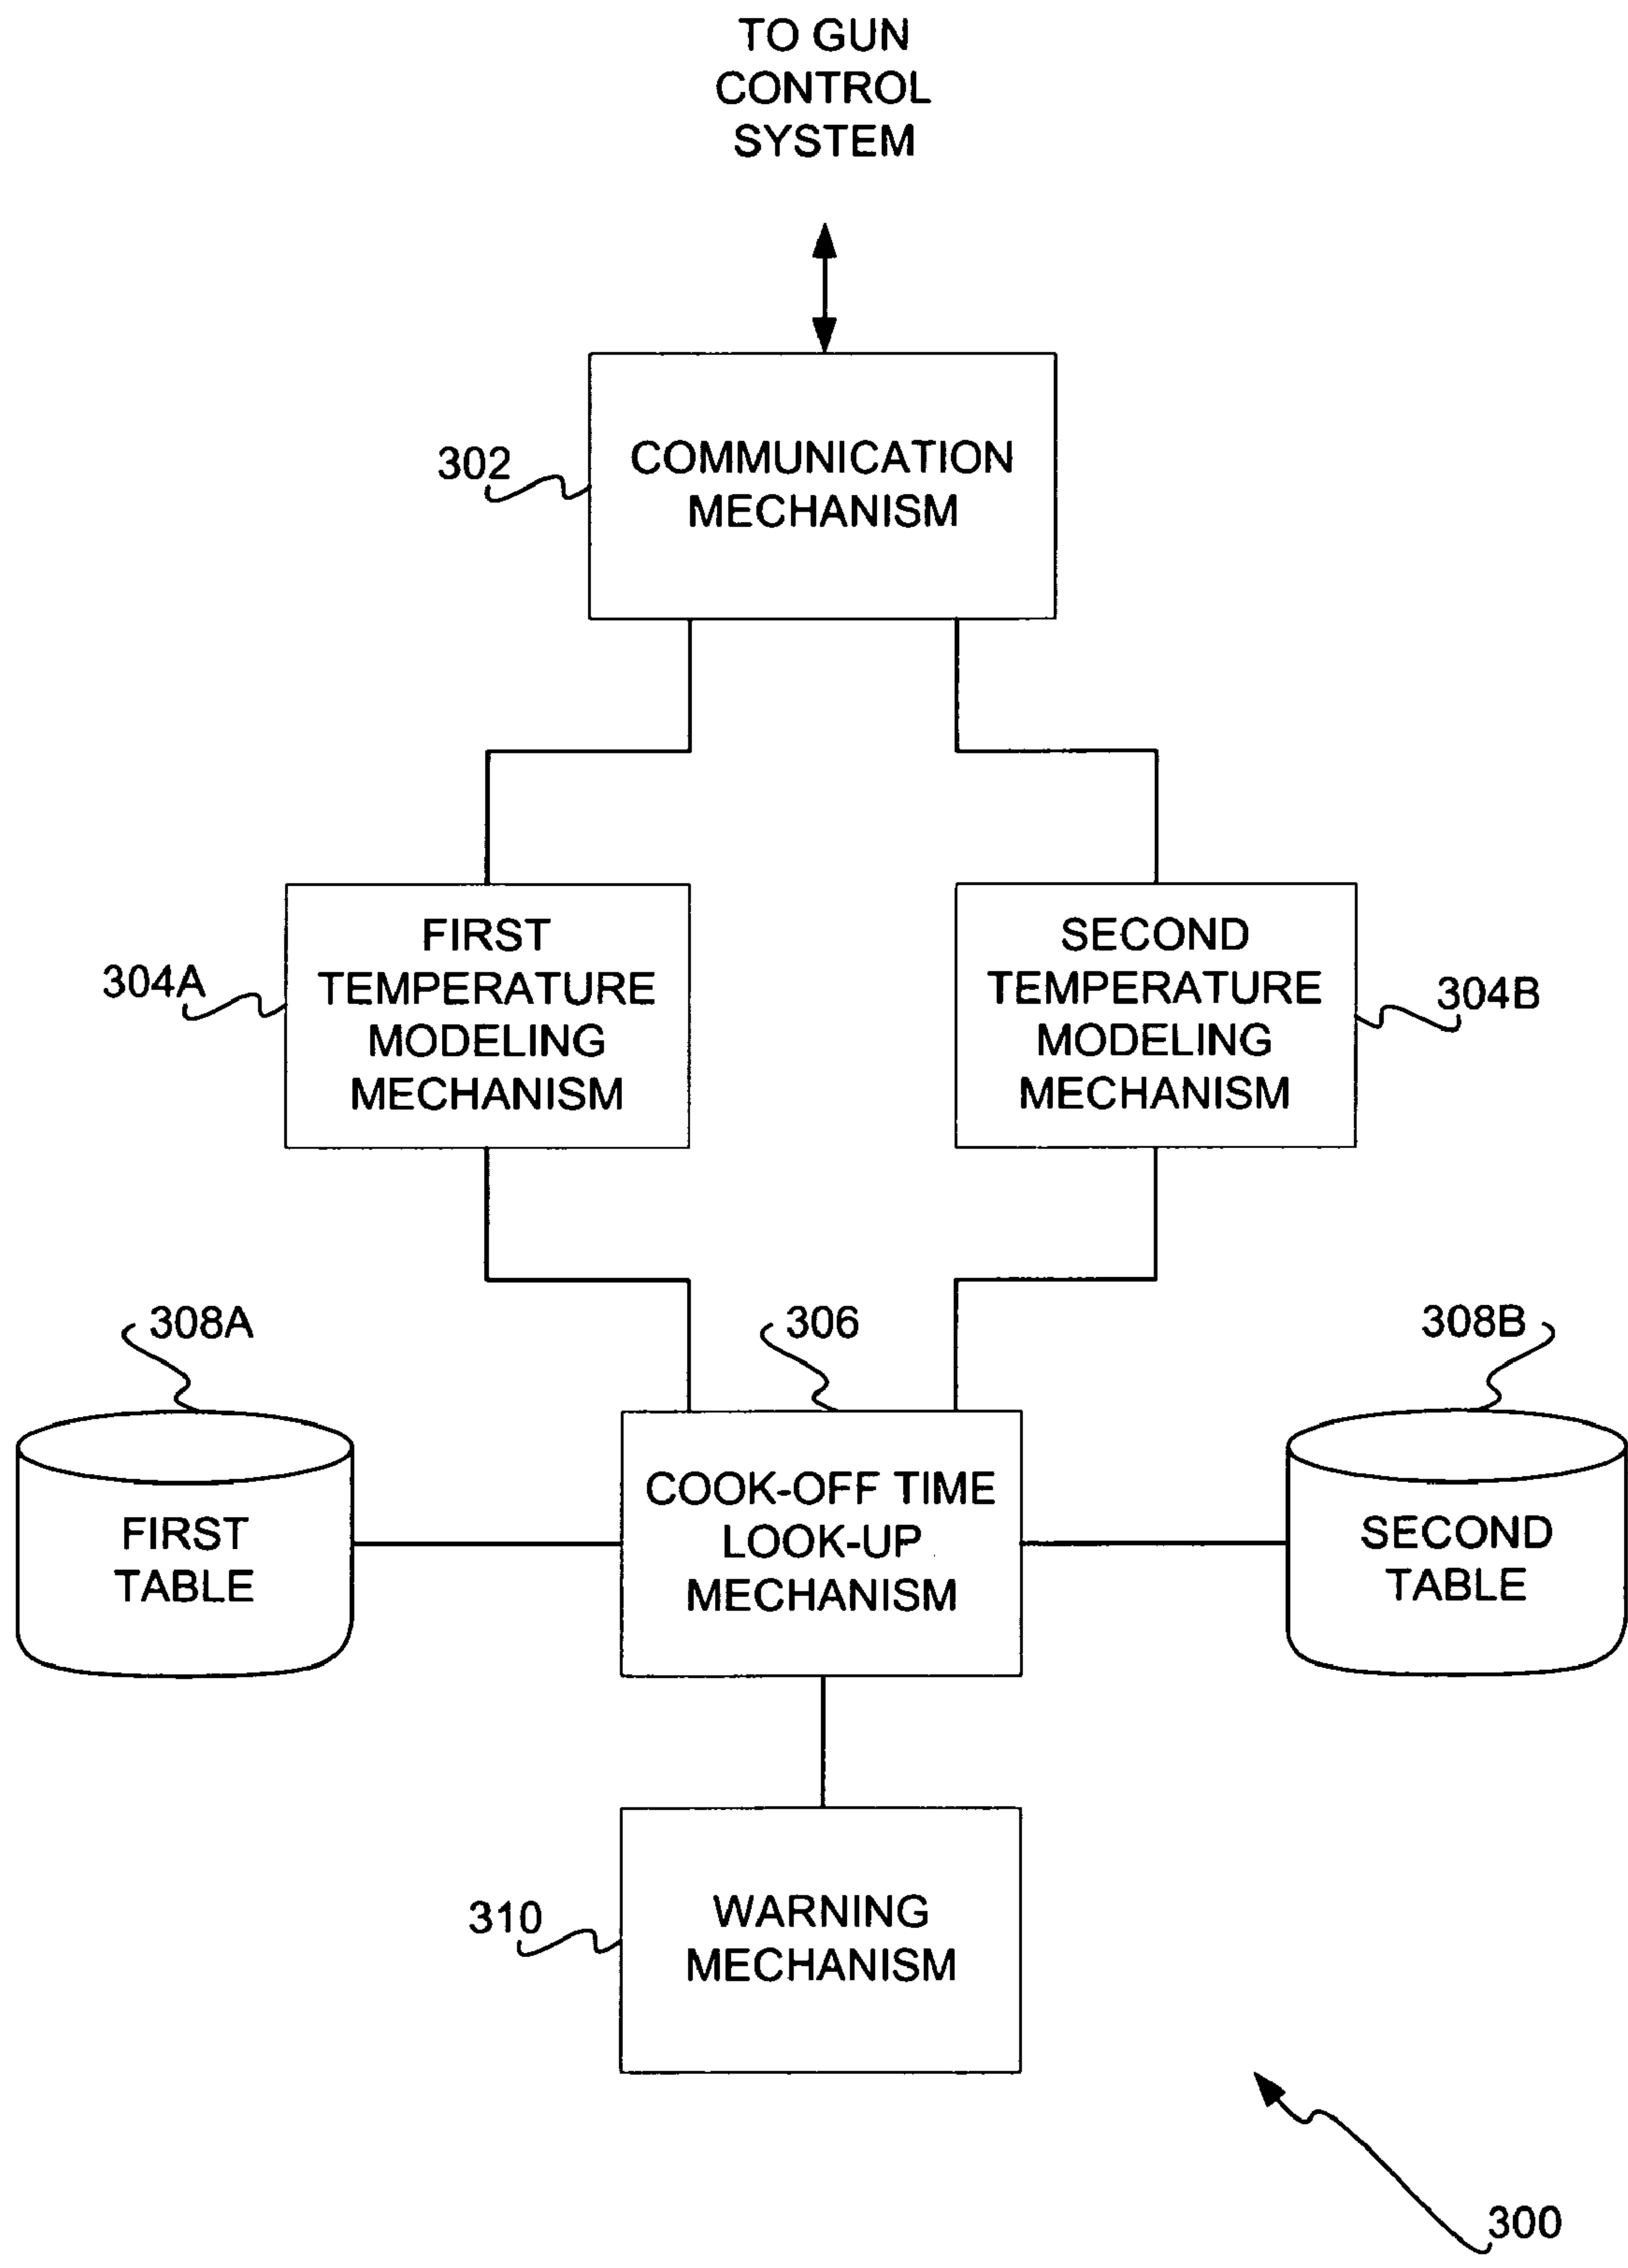 TO GUN
CONTROL
SYSTEM
302
COMMUNICATION
MECHANISM
304A
FIRST
TEMPERATURE
MODELING
MECHANISM
SECOND
TEMPERATURE
MODELING
MECHANISM
304B
308A
306
308B
FIRST
TABLE
COOK-OFF TIME
LOOK-UP
MECHANISM
SECOND
TABLE
310
WARNING
MECHANISM
300